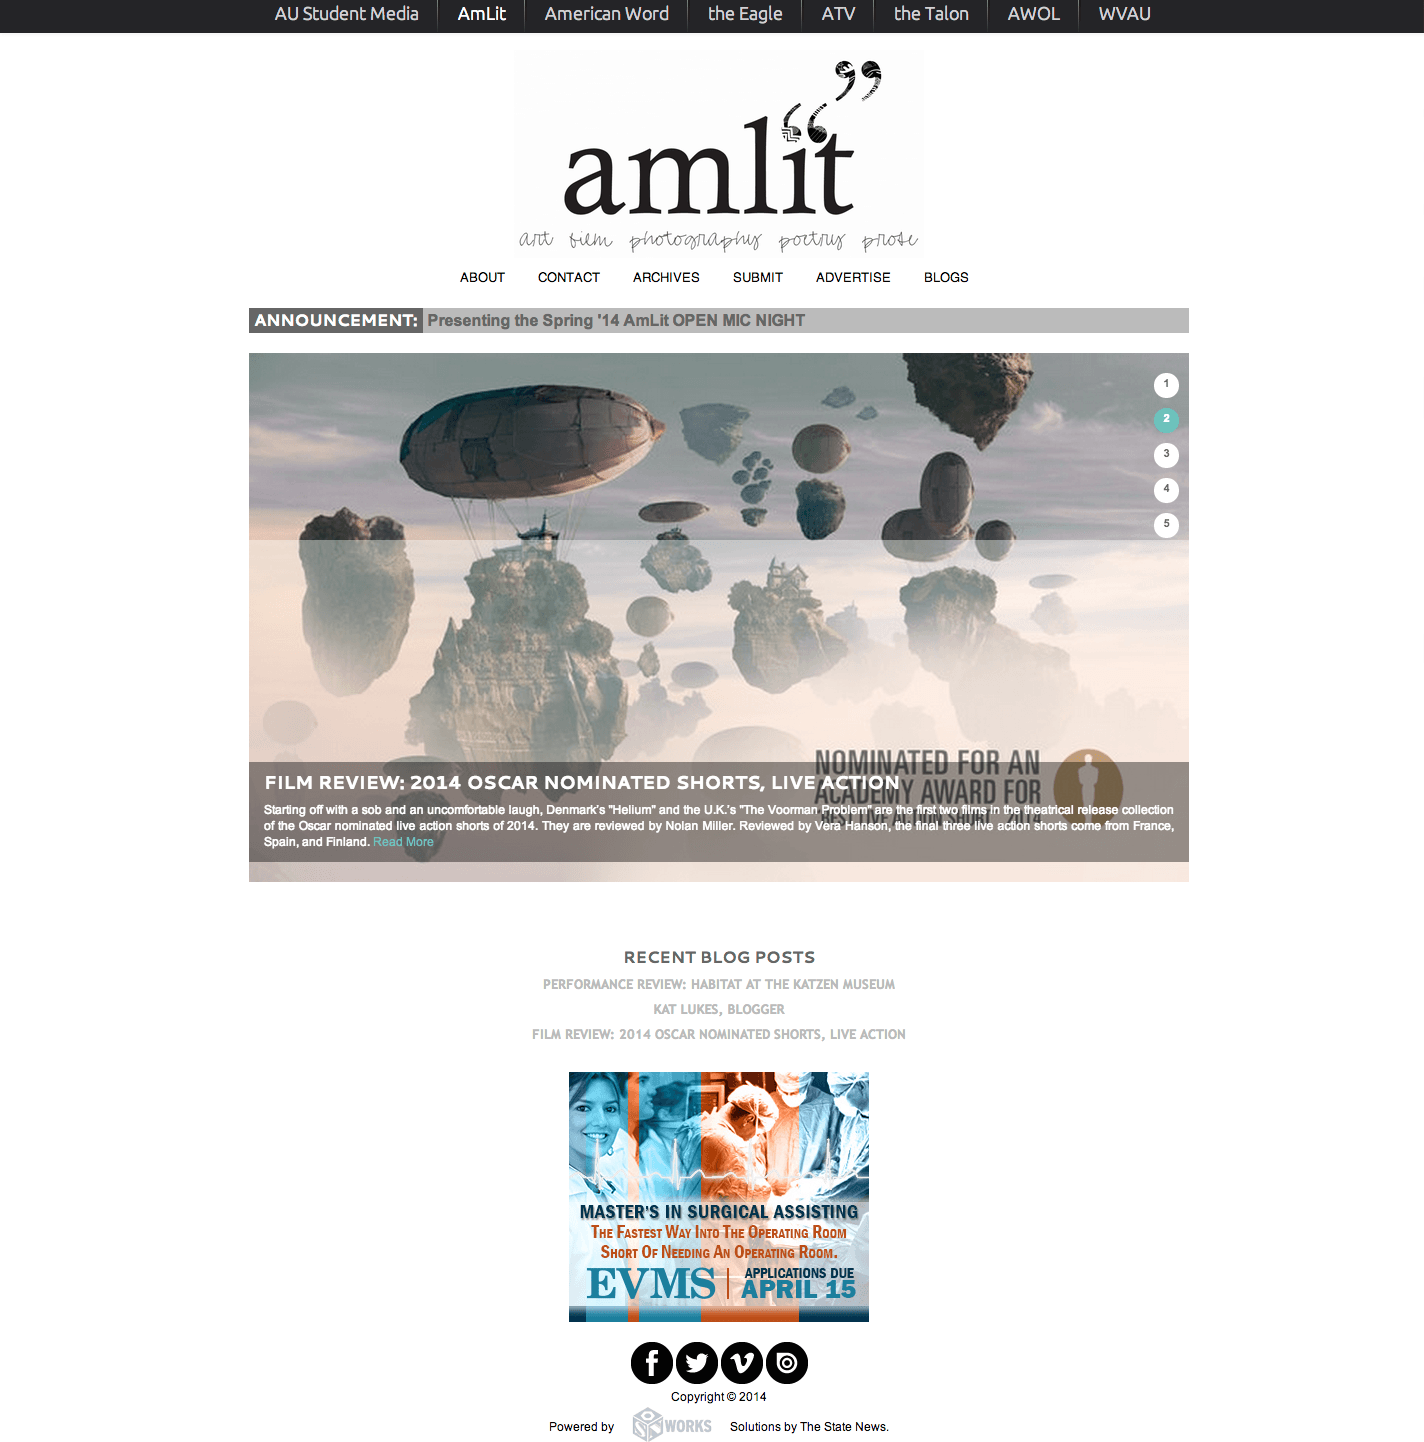 AU Student Media AmLit American Word the Eagle ATV the Talon AWOL WVAU
amlit
art film photography poetry prose
ABOUT CONTACT ARCHIVES SUBMIT ADVERTISE BLOGS
ANNOUNCEMENT: Presenting the Spring '14 AmLit OPEN MIC NIGHT
1
2
3
4
5
NOMINATED FOR AN
ACADEMY AWARD FOR
BEST LIVE ACTION SHORT 2014
FILM REVIEW: 2014 OSCAR NOMINATED SHORTS, LIVE ACTION
Starting off with a sob and an uncomfortable laugh, Denmark's "Helium" and the U.K.'s "The Voorman Problem" are the first two films in the theatrical release collection
of the Oscar nominated live action shorts of 2014. They are reviewed by Nolan Miller. Reviewed by Vera Hanson, the final three live action shorts come from France,
Spain, and Finland. Read More
RECENT BLOG POSTS
PERFORMANCE REVIEW: HABITAT AT THE KATZEN MUSEUM
KAT LUKES, BLOGGER
FILM REVIEW: 2014 OSCAR NOMINATED SHORTS, LIVE ACTION
MASTER'S IN SURGICAL ASSISTING
THE FASTEST WAY INTO THE OPERATING ROOM
SHORT OF NEEDING AN OPERATING ROOM.
EVMS APPLICATIONS DUE
APRIL 15
Copyright © 2014
Powered by SNWORKS Solutions by The State News.